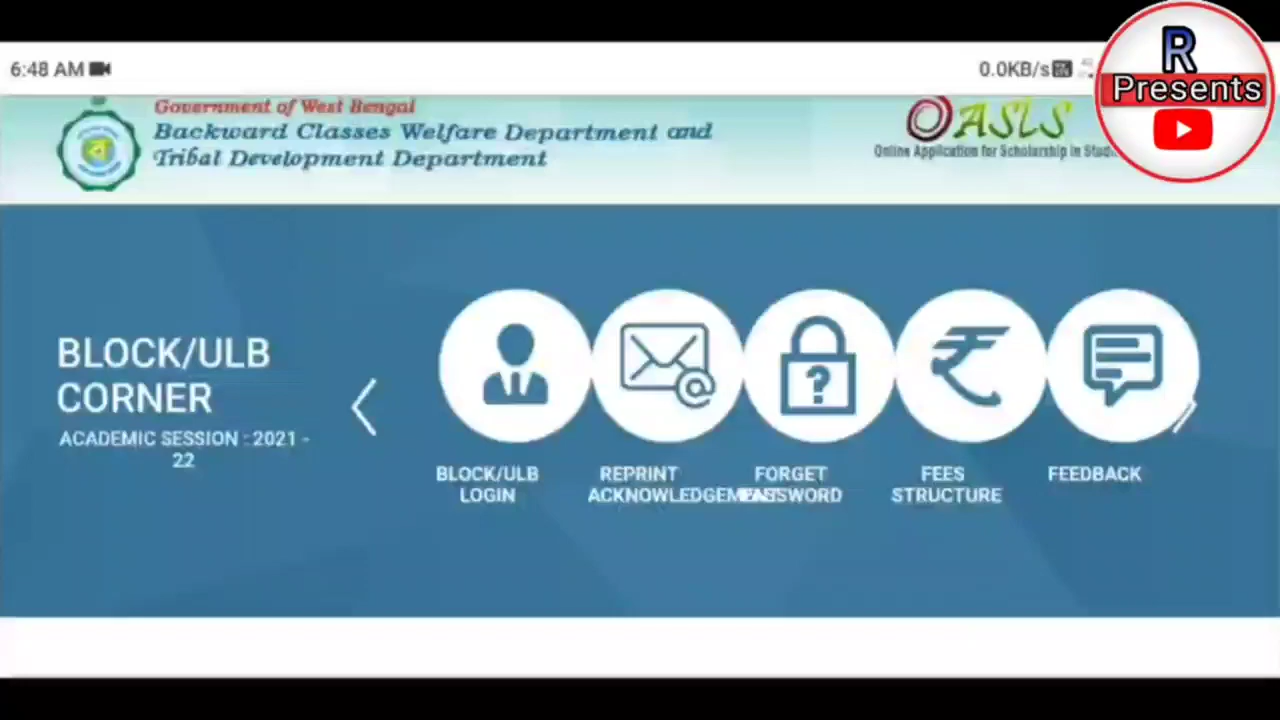 6:48 AM
0.0KB/s
R
Presents
Government of West Bengal
Backward Classes Welfare Department and
Tribal Development Department
OASIS
Online Application for Scholarship in
BLOCK/ULB
CORNER
ACADEMIC SESSION : 2021 -
22
BLOCK/ULB
LOGIN
REPRINT
ACKNOWLEDGEMENT
FORGET
PASSWORD
FEES
STRUCTURE
FEEDBACK